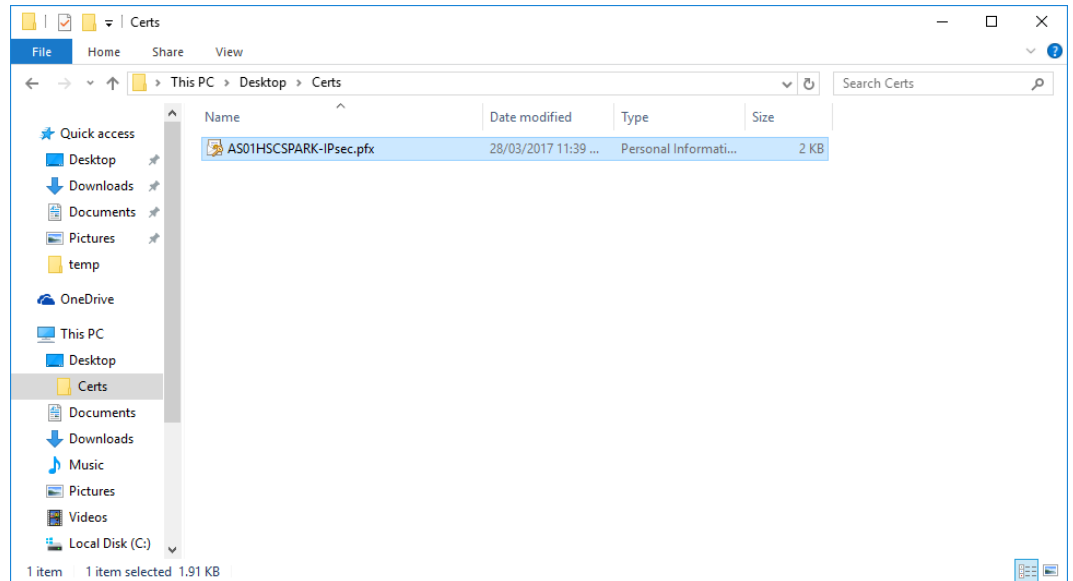 Certs
File Home Share View
This PC > Desktop > Certs Search Certs
Name Date modified Type Size
AS01HSCSPARK-IPsec.pfx 28/03/2017 11:39 ... Personal Informati... 2 KB
Quick access
Desktop
Downloads
Documents
Pictures
temp
OneDrive
This PC
Desktop
Certs
Documents
Downloads
Music
Pictures
Videos
Local Disk (C:)
1 item 1 item selected 1.91 KB